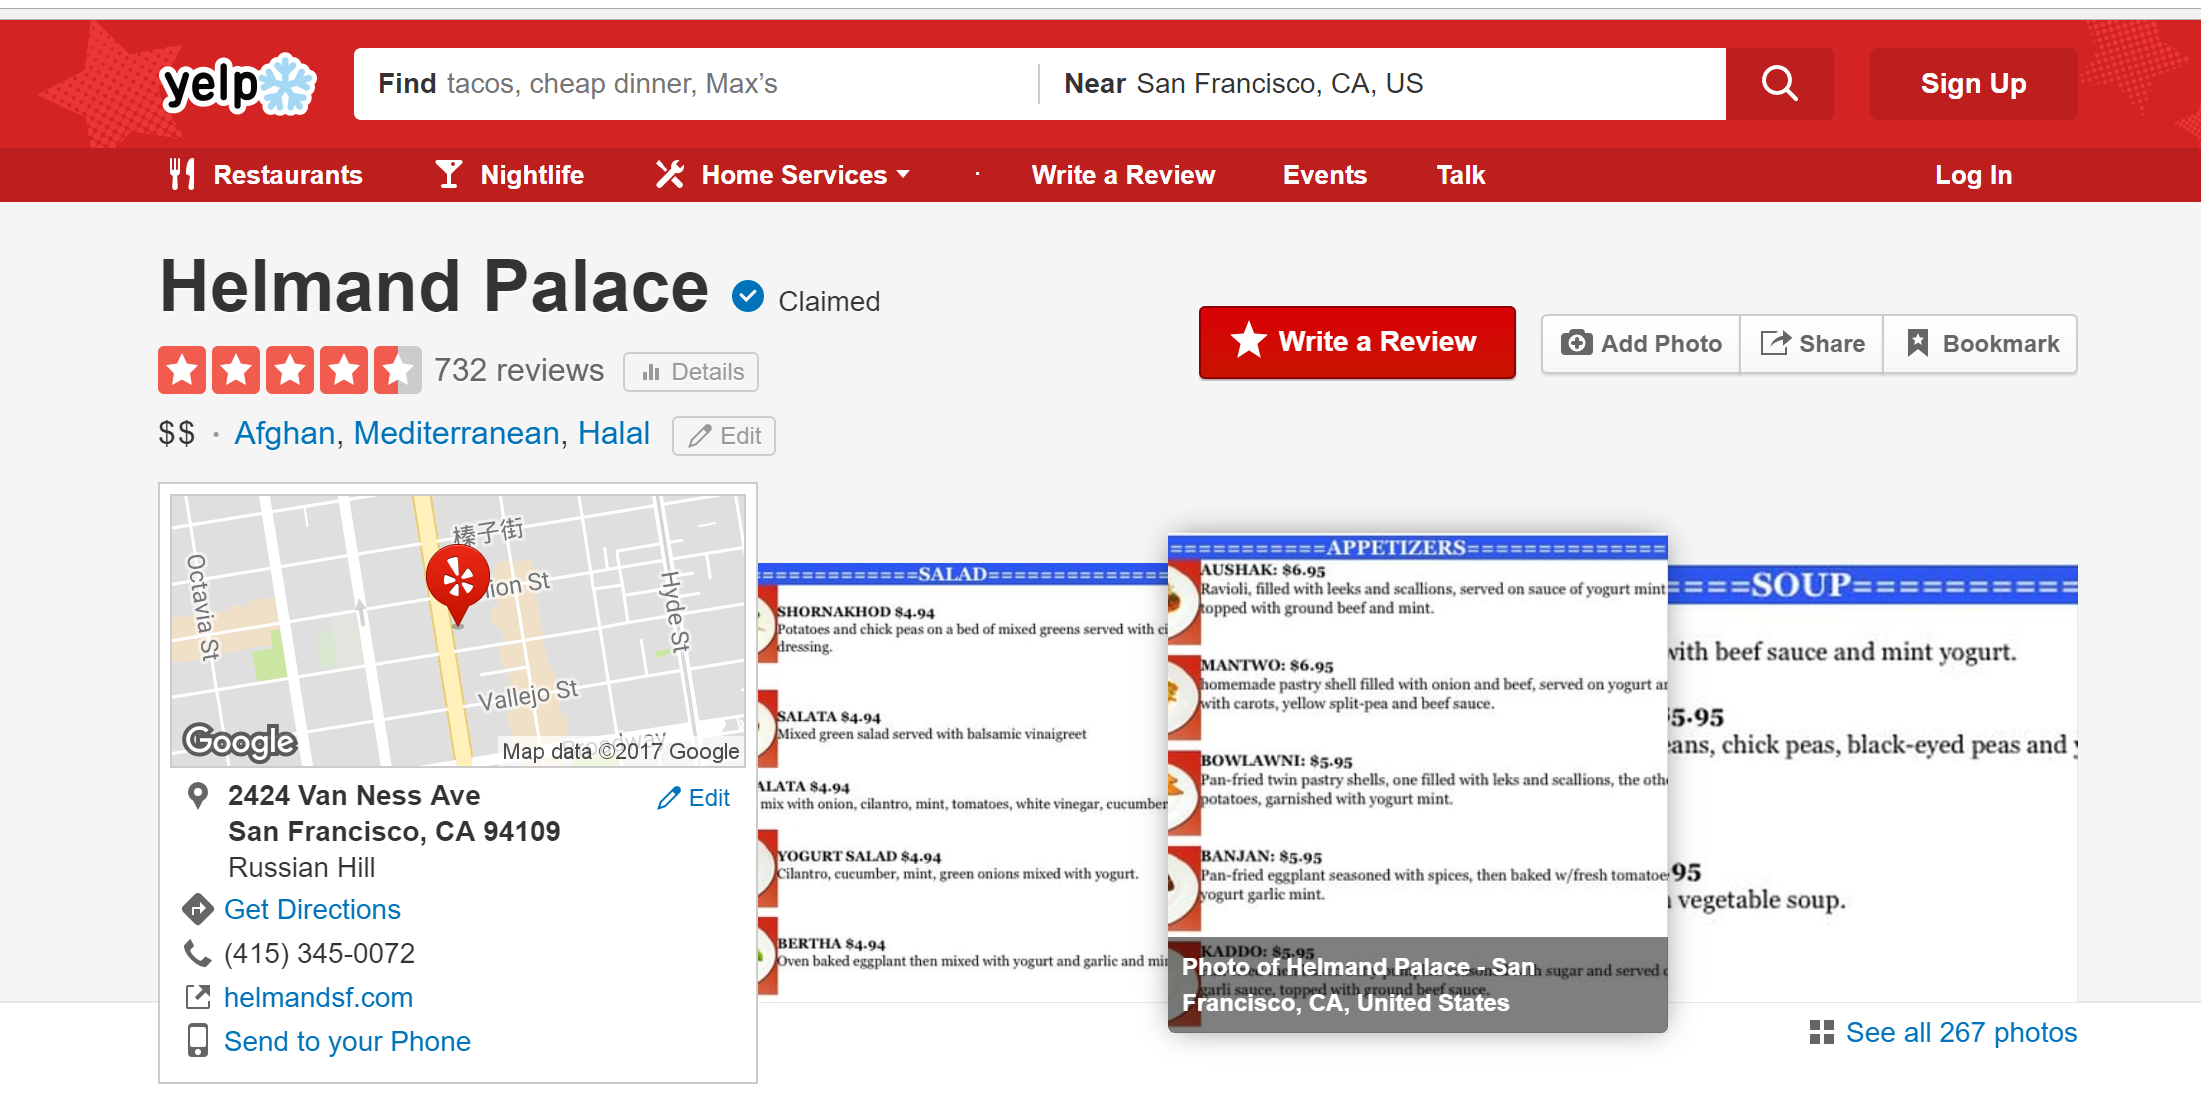 yelp
Find tacos, cheap dinner, Max's
Near San Francisco, CA, US
Sign Up
Restaurants
Nightlife
Home Services
Write a Review
Events
Talk
Log In
Helmand Palace
Claimed
732 reviews
Details
Write a Review
Add Photo
Share
Bookmark
$$ · Afghan, Mediterranean, Halal
Edit
榛子街
Octavia St
Hyde St
Vallejo St
Google
Map data ©2017 Google
2424 Van Ness Ave
San Francisco, CA 94109
Russian Hill
Edit
Get Directions
(415) 345-0072
helmandsf.com
Send to your Phone
=============SALAD==============
SHORNAKHOD $4.94
Potatoes and chick peas on a bed of mixed greens served with
dressing.
SALATA $4.94
Mixed green salad served with balsamic vinaigreet
ALATA $4.94
mix with onion, cilantro, mint, tomatoes, white vinegar, cucumber
YOGURT SALAD $4.94
Cilantro, cucumber, mint, green onions mixed with yogurt.
BERTHA $4.94
Oven baked eggplant then mixed with yogurt and garlic and
===========APPETIZERS==============
AUSHAK: $6.95
Ravioli, filled with leeks and scallions, served on sauce of yogurt mint
topped with ground beef and mint.
MANTWO: $6.95
homemade pastry shell filled with onion and beef, served on yogurt
with carots, yellow split-pea and beef sauce.
BOWLAWNI: $5.95
Pan-fried twin pastry shells, one filled with leks and scallions, the
potatoes, garnished with yogurt mint.
BANJAN: $5.95
Pan-fried eggplant seasoned with spices, then baked w/fresh tomatoe
yogurt garlic mint.
KADDO: $5.95
sugar and served
garli sauce, topped with ground beef sauce.
Photo of Helmand Palace - San
Francisco, CA, United States
====SOUP===========
with beef sauce and mint yogurt.
5.95
chick peas, black-eyed peas and
95
vegetable soup.
See all 267 photos